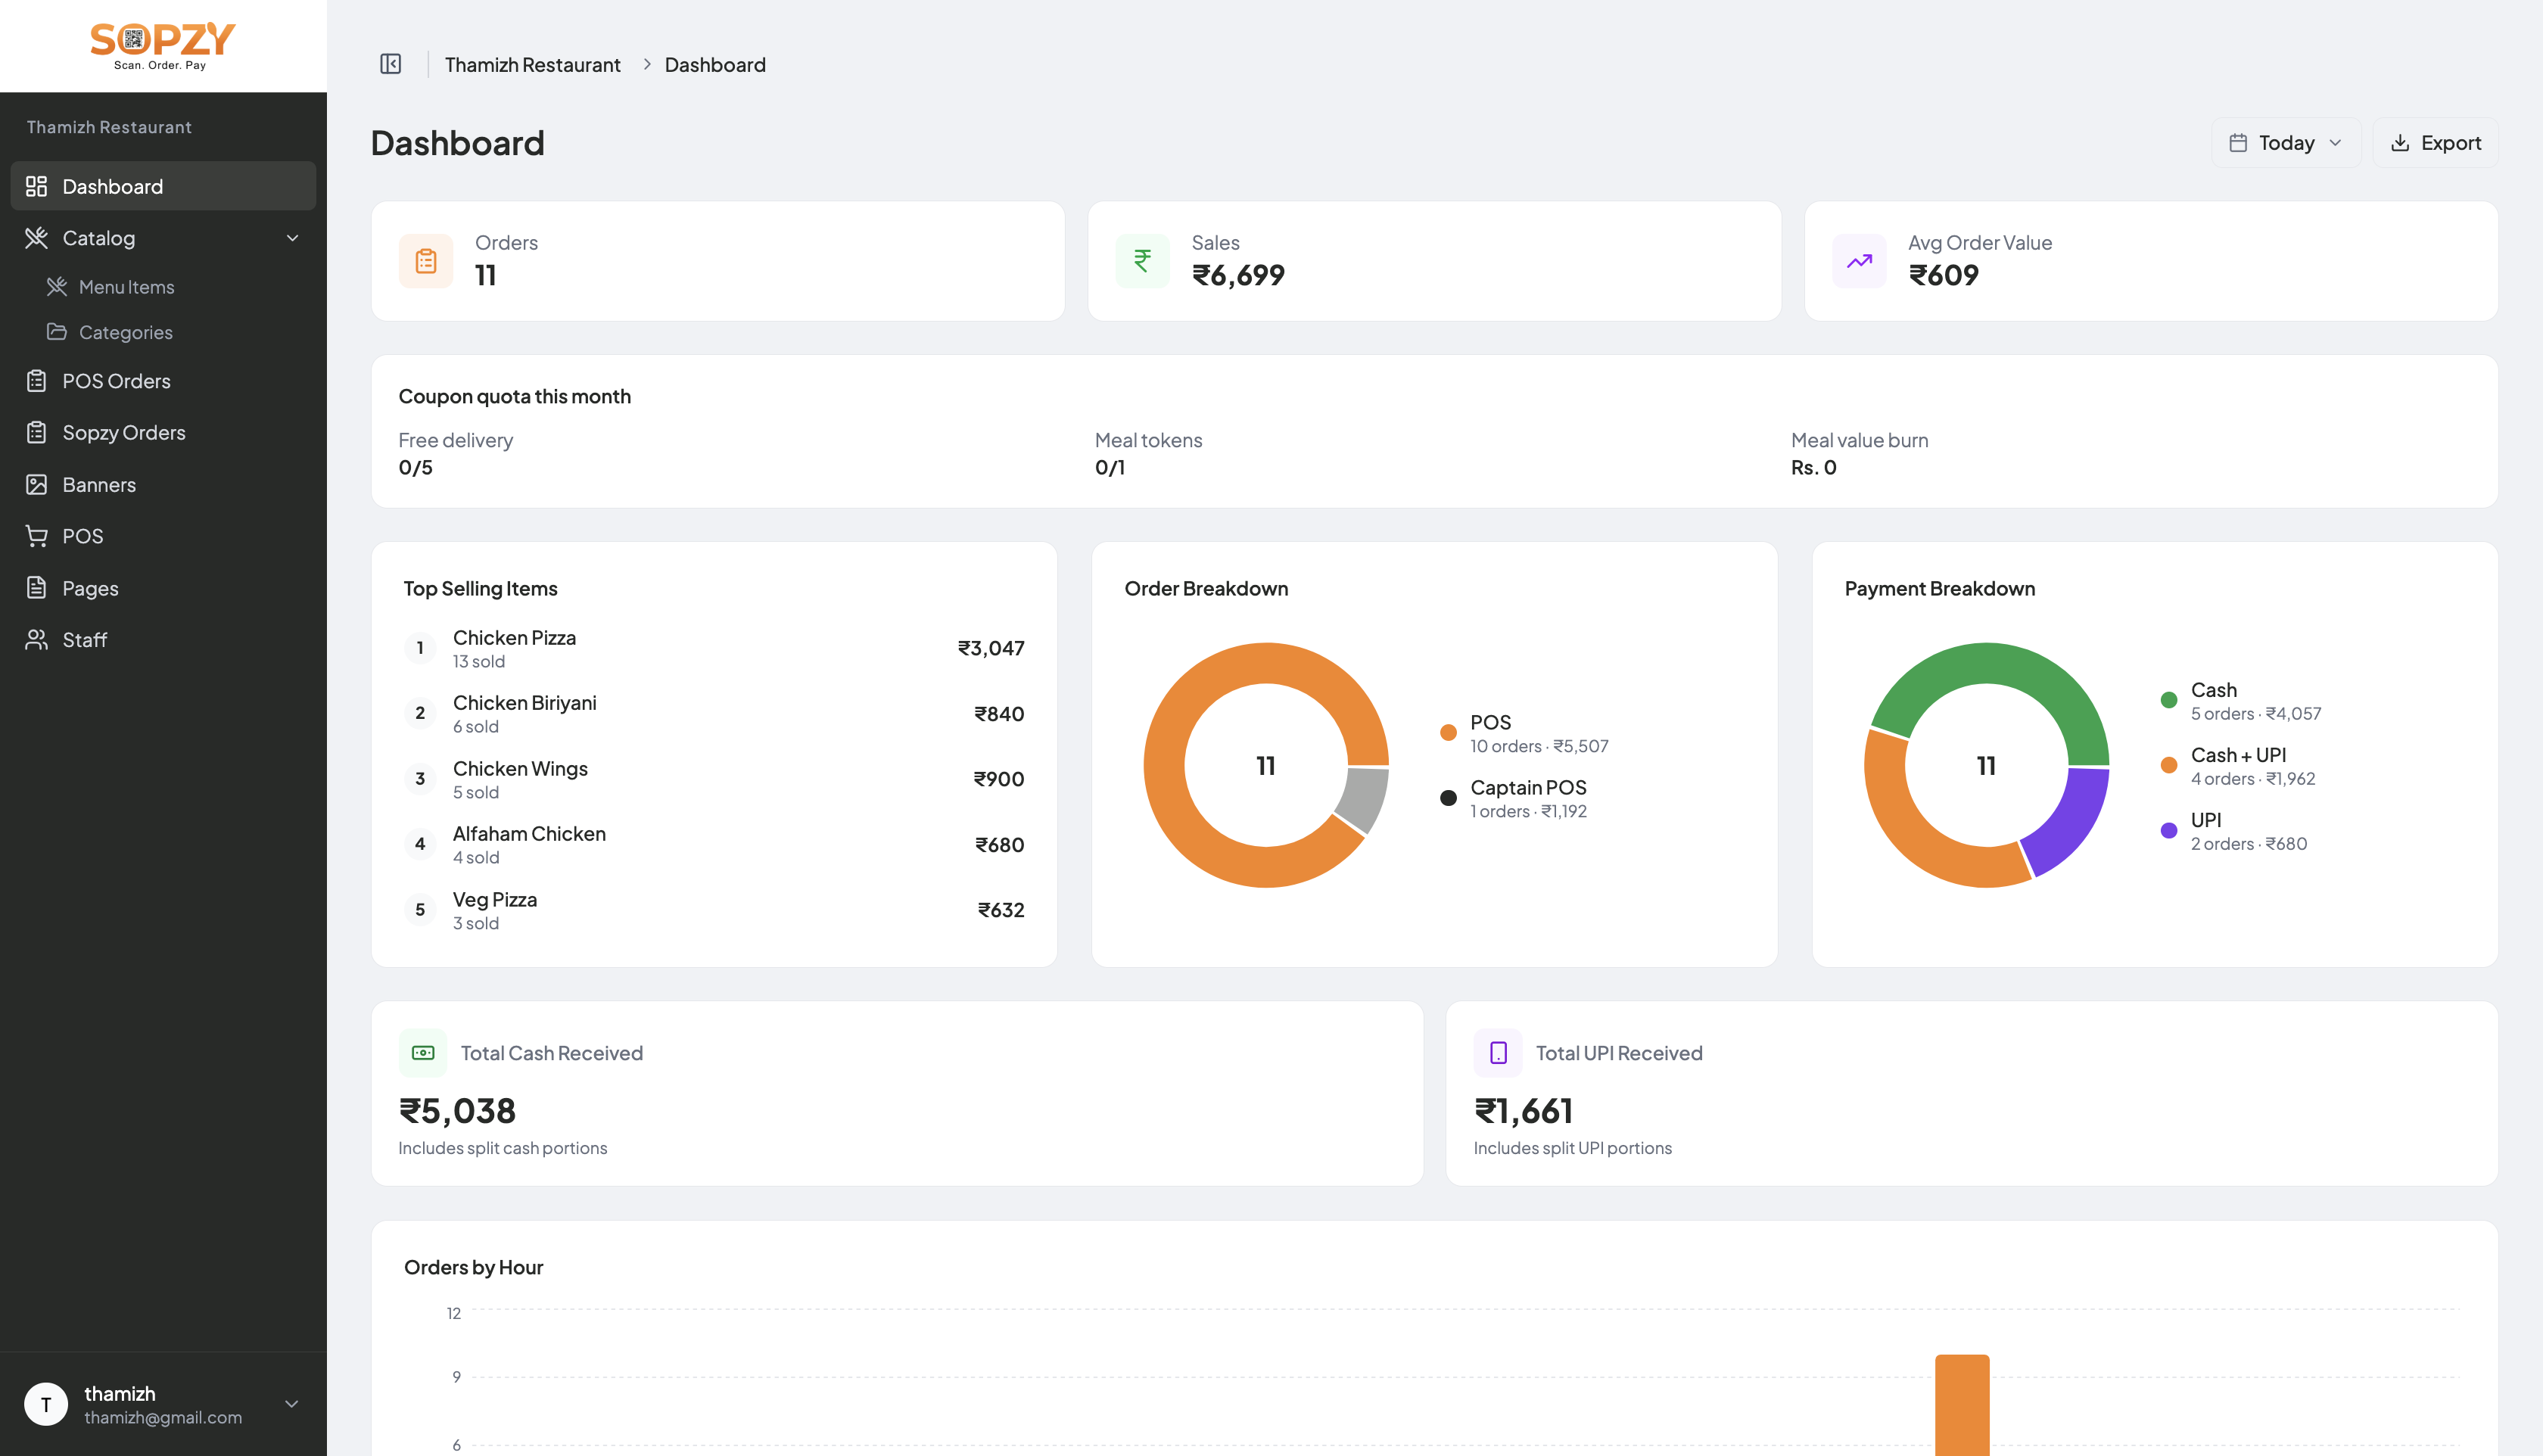 SOPZY
Scan. Order. Pay
Thamizh Restaurant
Dashboard
Catalog
Menu Items
Categories
POS Orders
Sopzy Orders
Banners
POS
Pages
Staff
T
thamizh
thamizh@gmail.com
Thamizh Restaurant > Dashboard
Dashboard
Today
Export
Orders
11
Sales
₹6,699
Avg Order Value
₹609
Coupon quota this month
Free delivery
0/5
Meal tokens
0/1
Meal value burn
Rs. 0
Top Selling Items
1 Chicken Pizza ₹3,047
13 sold
2 Chicken Biriyani ₹840
6 sold
3 Chicken Wings ₹900
5 sold
4 Alfaham Chicken ₹680
4 sold
5 Veg Pizza ₹632
3 sold
Order Breakdown
11
POS
10 orders · ₹5,507
Captain POS
1 orders · ₹1,192
Payment Breakdown
11
Cash
5 orders · ₹4,057
Cash + UPI
4 orders · ₹1,962
UPI
2 orders · ₹680
Total Cash Received
₹5,038
Includes split cash portions
Total UPI Received
₹1,661
Includes split UPI portions
Orders by Hour
12
9
6